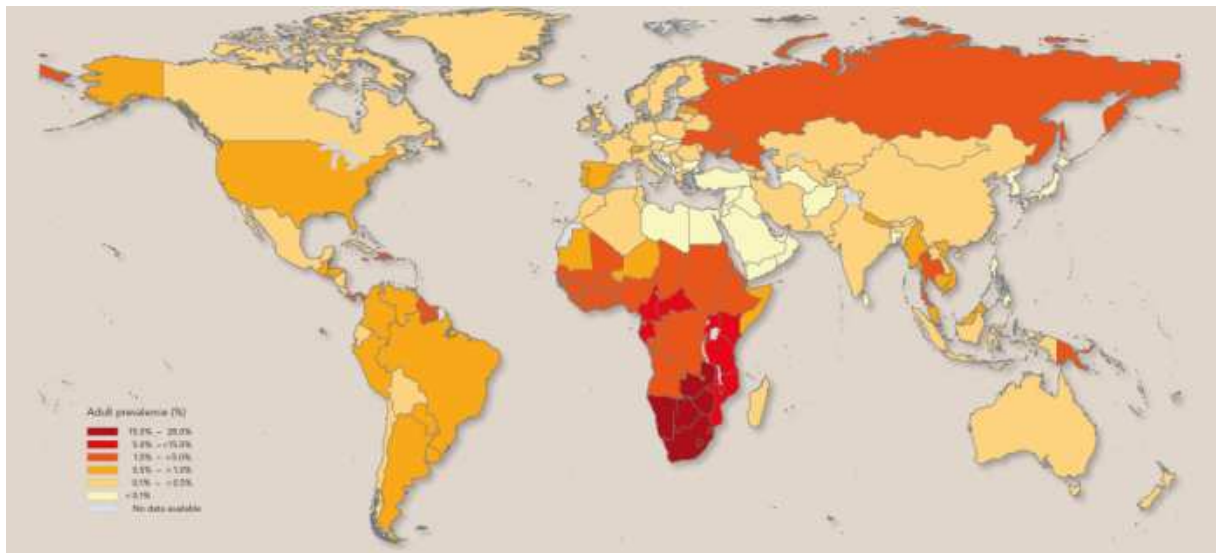 Adult prevalence (%)
15.0% – 28.0%
5.0% – <15.0%
1.0% – <5.0%
0.5% – <1.0%
0.1% – <0.5%
<0.1%
No data available